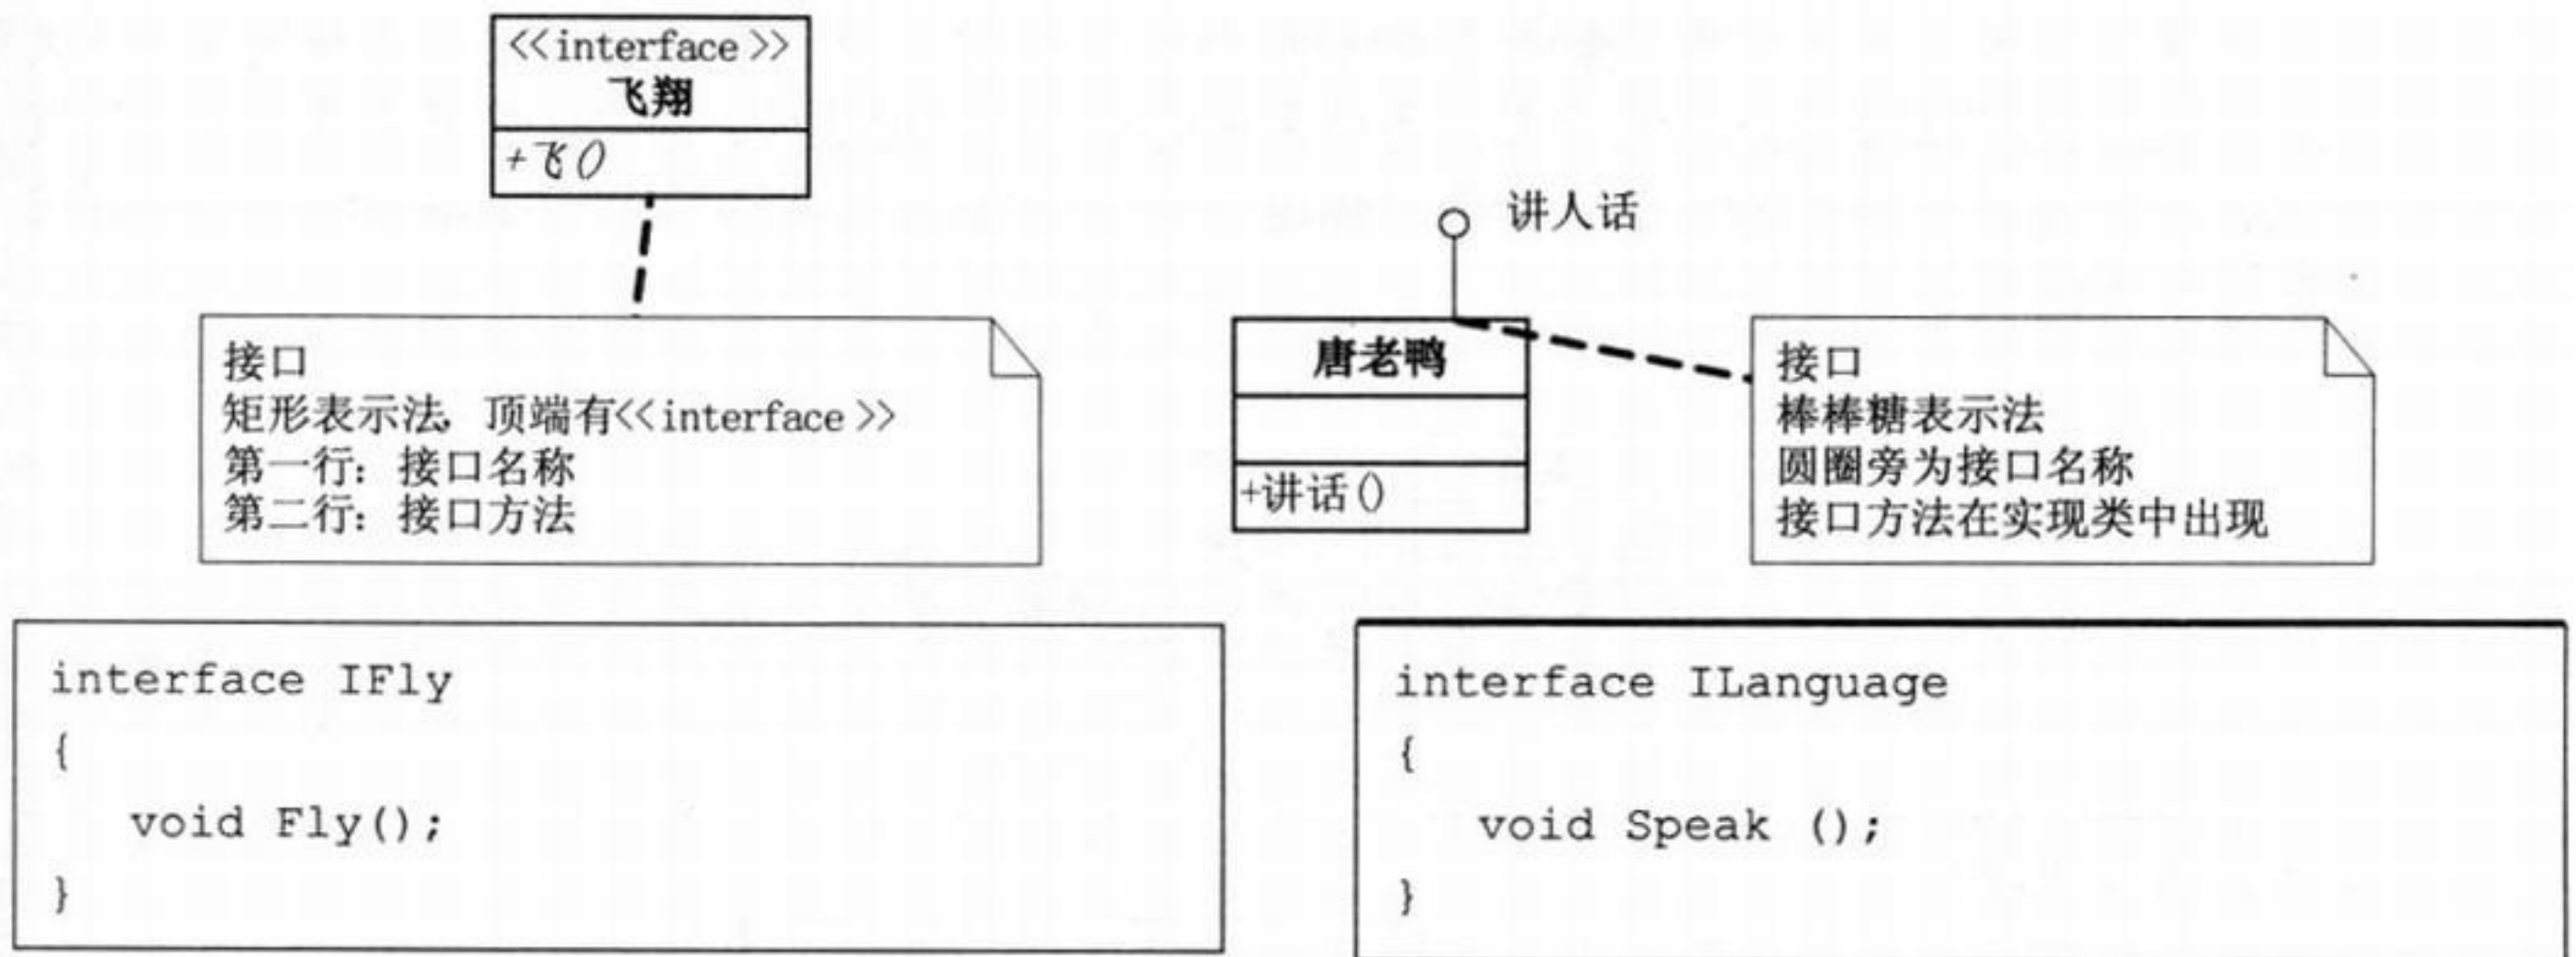 <<interface>>
飞翔
+飞()
接口
矩形表示法，顶端有<<interface>>
第一行：接口名称
第二行：接口方法
讲人话
唐老鸭
+讲话()
接口
棒棒糖表示法
圆圈旁为接口名称
接口方法在实现类中出现
interface IFly
{
void Fly();
}
interface ILanguage
{
void Speak ();
}